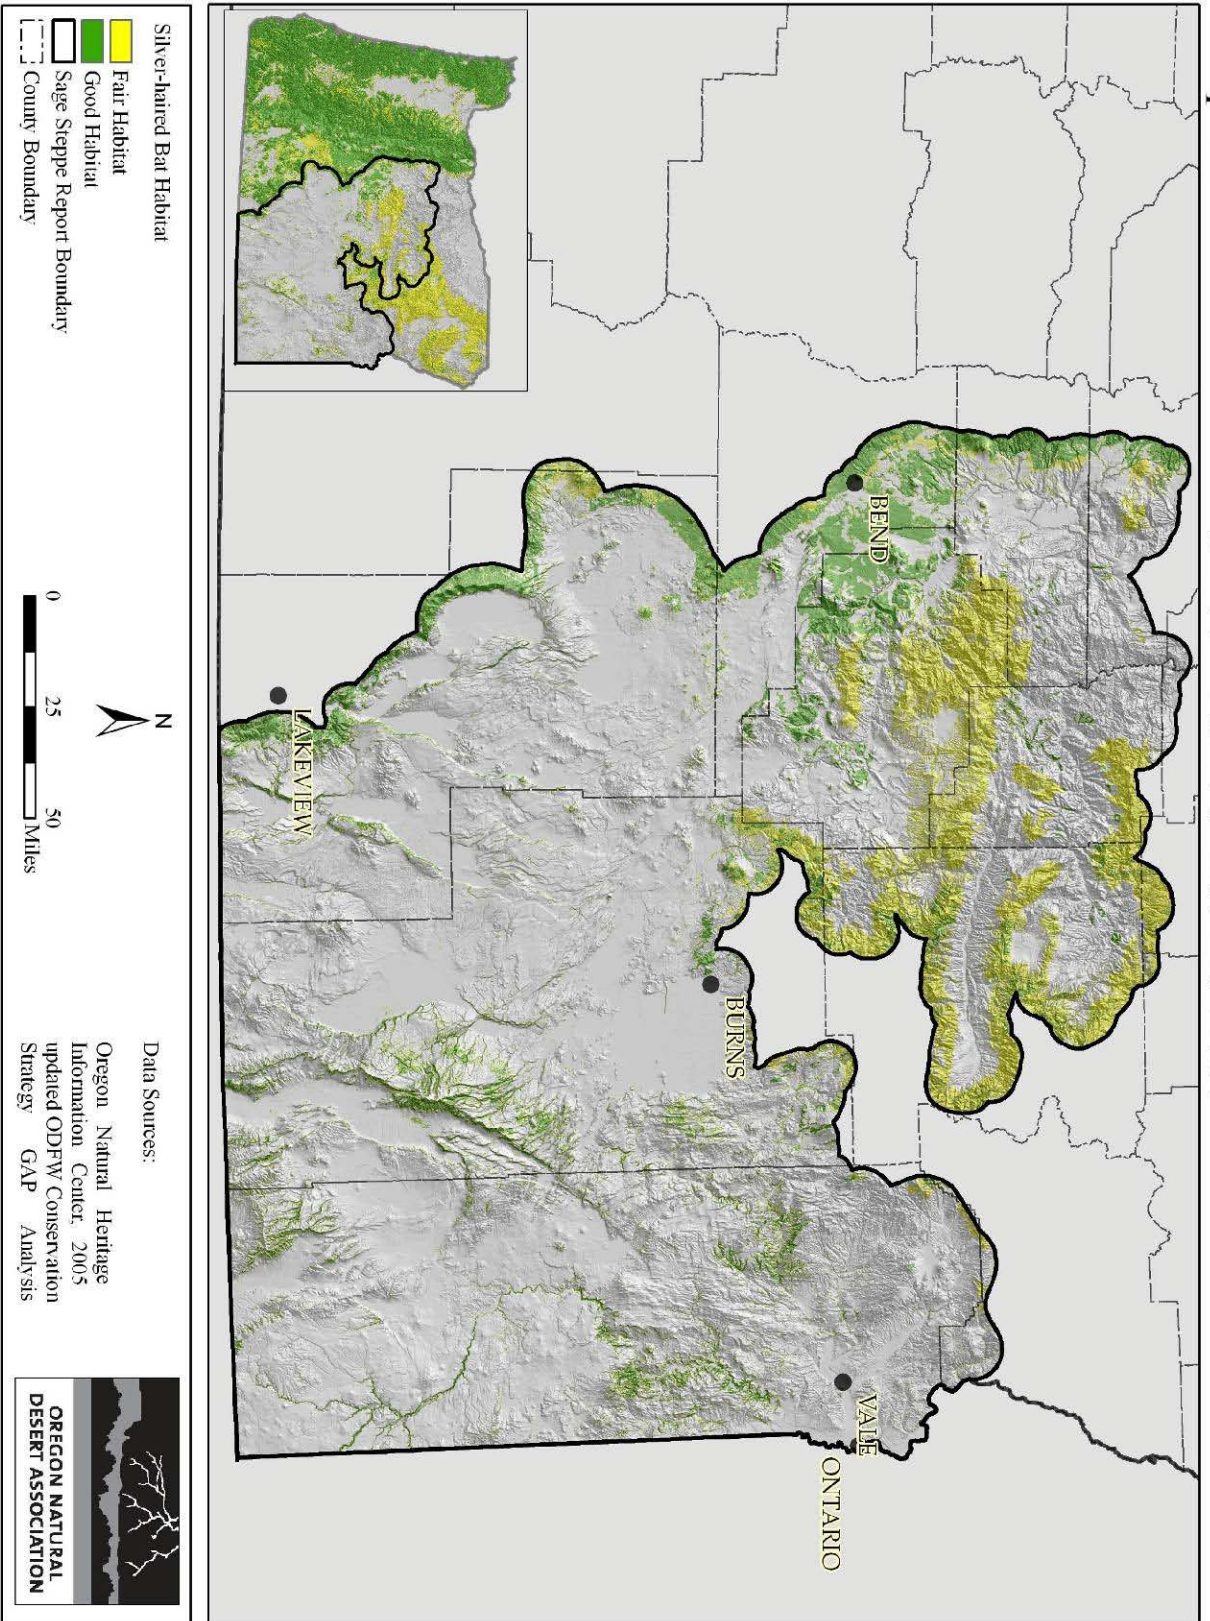 BEND
LAKEVIEW
BURNS
VALE
ONTARIO
Silver-haired Bat Habitat
Fair Habitat
Good Habitat
Sage Steppe Report Boundary
County Boundary
N
0 25 50 Miles
Data Sources:
Oregon Natural Heritage
Information Center, 2005
updated ODFW Conservation
Strategy GAP Analysis
OREGON NATURAL
DESERT ASSOCIATION